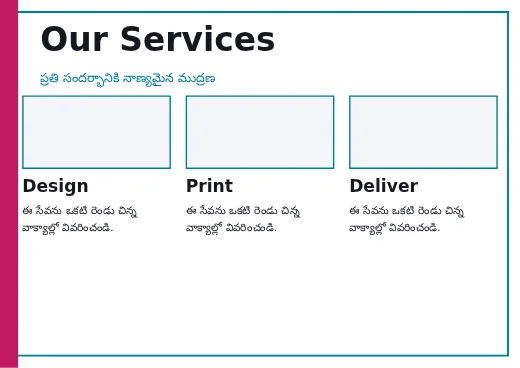 Our Services
ప్రతి సందర్భానికి నాణ్యమైన ముద్రణ
Design
ఈ సేవను ఒకటి రెండు చిన్న
వాక్యాల్లో వివరించండి.
Print
ఈ సేవను ఒకటి రెండు చిన్న
వాక్యాల్లో వివరించండి.
Deliver
ఈ సేవను ఒకటి రెండు చిన్న
వాక్యాల్లో వివరించండి.